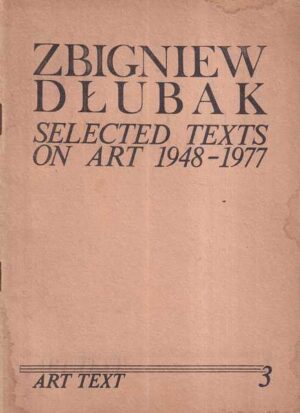 ZBIGNIEW
DŁUBAK
SELECTED TEXTS
ON ART 1948-1977
ART TEXT 3